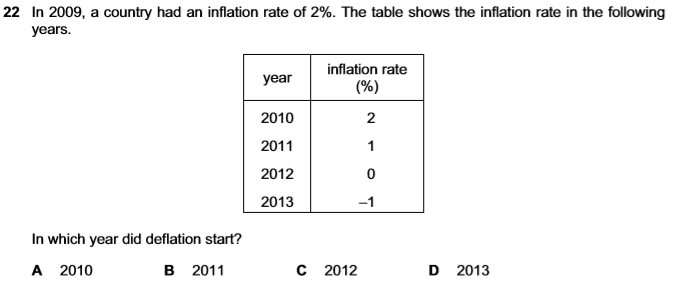 22 In 2009, a country had an inflation rate of 2%. The table shows the inflation rate in the following
years.
year
inflation rate
(%)
2010 2
2011 1
2012 0
2013 –1
In which year did deflation start?
A 2010 B 2011 C 2012 D 2013